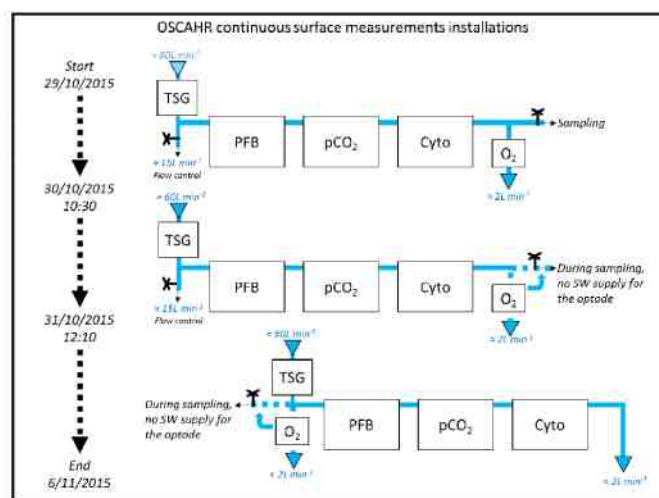 OSCAHR continuous surface measurements installations
Start
29/10/2015
30/10/2015
10:30
31/10/2015
12:10
End
6/11/2015
≈ 60L min⁻¹
TSG
PFB
pCO₂
Cyto
Sampling
O₂
≈ 15L min⁻¹
Flow control
≈ 2L min⁻¹
≈ 60L min⁻¹
TSG
PFB
pCO₂
Cyto
During sampling,
no SW supply for
the optode
O₂
≈ 15L min⁻¹
Flow control
≈ 2L min⁻¹
≈ 60L min⁻¹
TSG
During sampling,
no SW supply for
the optode
O₂
PFB
pCO₂
Cyto
≈ 2L min⁻¹
≈ 2L min⁻¹